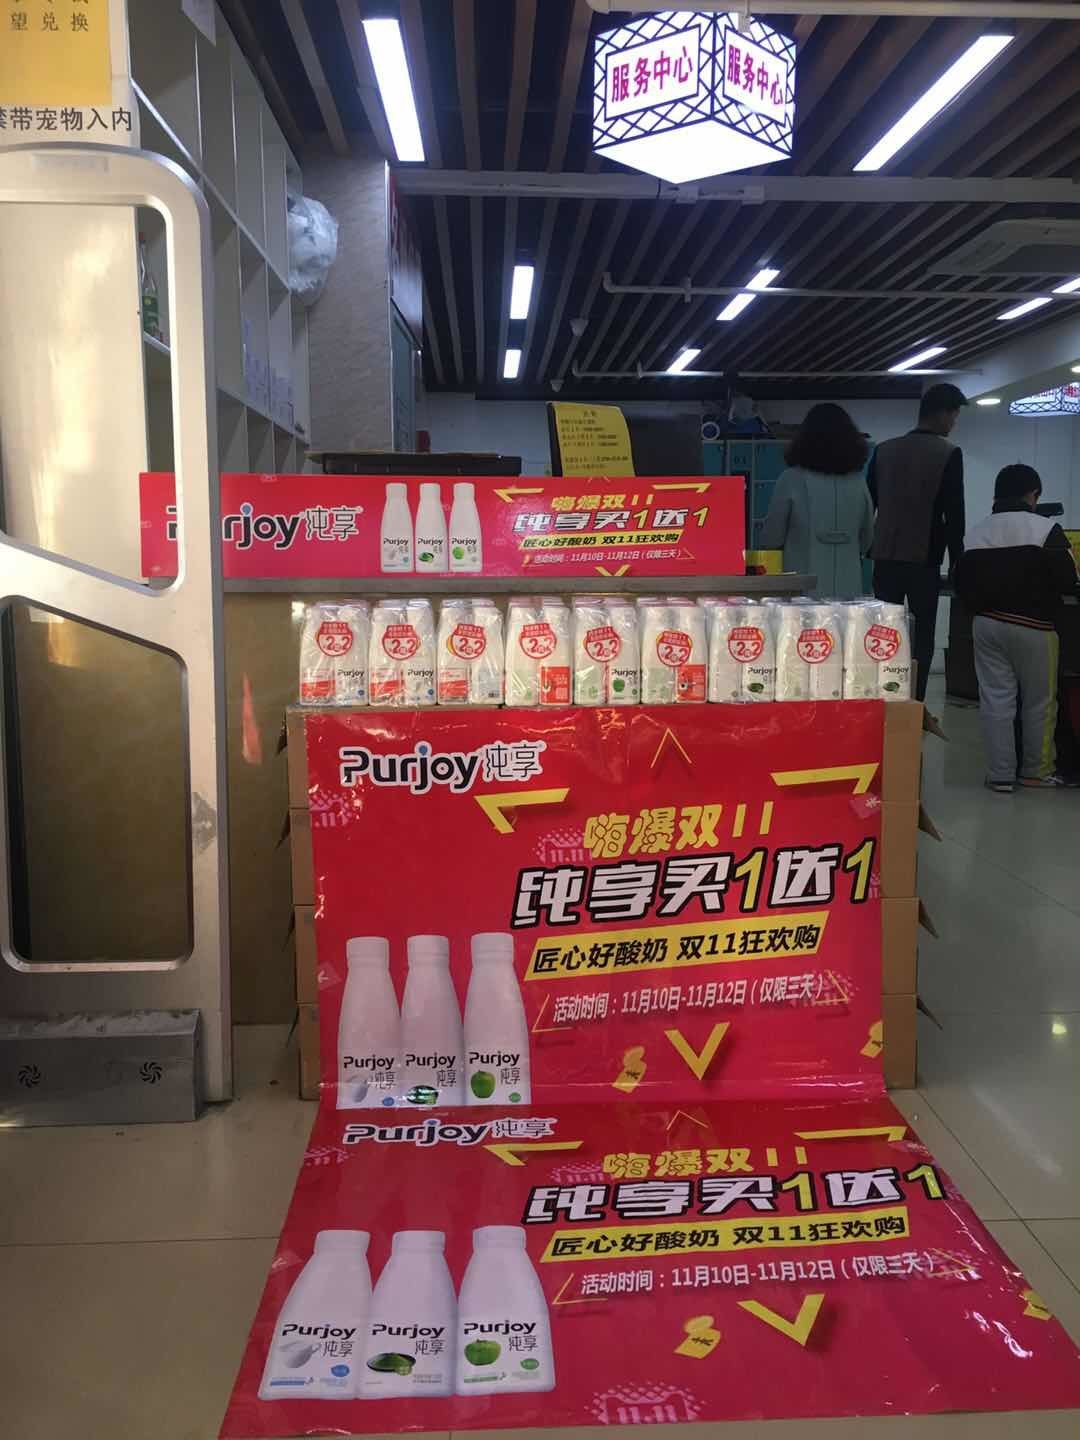 望兑换
禁带宠物入内
服务中心
服务中心
Purjoy纯享
嗨爆双11
纯享买1送1
匠心好酸奶 双11狂欢购
活动时间：11月10日-11月12日(仅限三天)
Purjoy纯享
嗨爆双11
11.11
纯享买1送1
匠心好酸奶 双11狂欢购
活动时间：11月10日-11月12日(仅限三天)
Purjoy
纯享
Purjoy
纯享
Purjoy
纯享
Purjoy纯享
嗨爆双11
11.11
纯享买1送1
匠心好酸奶 双11狂欢购
活动时间：11月10日-11月12日(仅限三天)
Purjoy
纯享
Purjoy
纯享
Purjoy
纯享
11.11